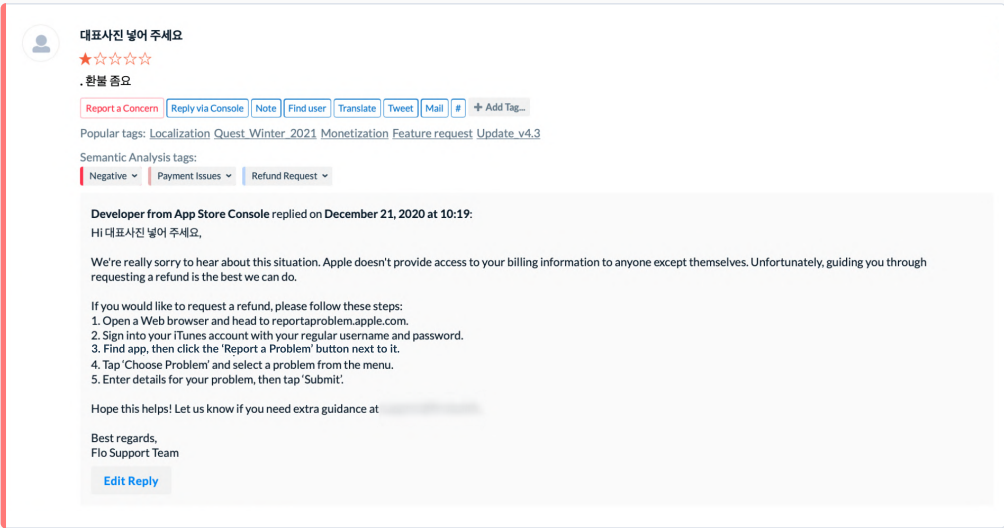 대표사진 넣어 주세요
. 환불 좀요
Report a Concern Reply via Console Note Find user Translate Tweet Mail # + Add Tag...
Popular tags: Localization Quest_Winter_2021 Monetization Feature request Update_v4.3
Semantic Analysis tags:
Negative Payment Issues Refund Request
Developer from App Store Console replied on December 21, 2020 at 10:19:
Hi 대표사진 넣어 주세요,
We're really sorry to hear about this situation. Apple doesn't provide access to your billing information to anyone except themselves. Unfortunately, guiding you through
requesting a refund is the best we can do.
If you would like to request a refund, please follow these steps:
1. Open a Web browser and head to reportaproblem.apple.com.
2. Sign into your iTunes account with your regular username and password.
3. Find app, then click the ‘Report a Problem’ button next to it.
4. Tap ‘Choose Problem’ and select a problem from the menu.
5. Enter details for your problem, then tap ‘Submit’.
Hope this helps! Let us know if you need extra guidance at
Best regards,
Flo Support Team
Edit Reply